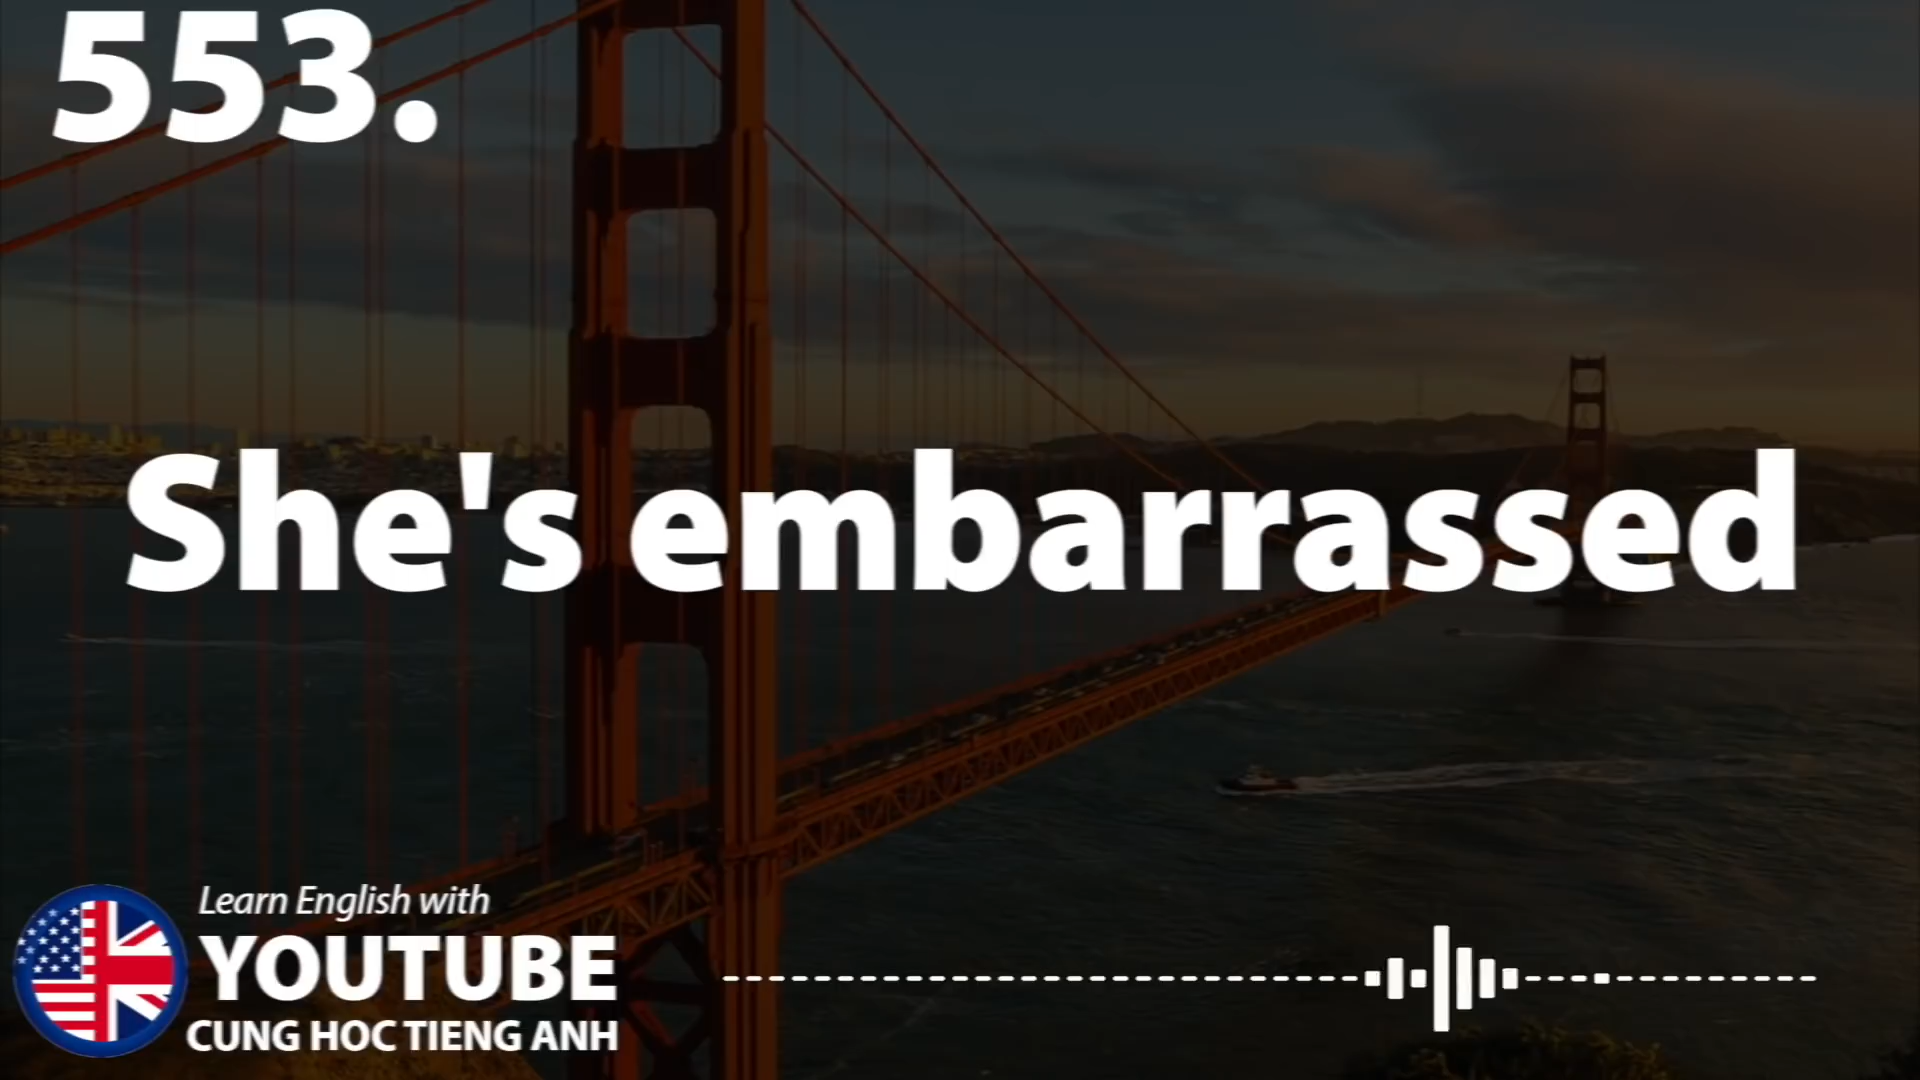 553.
She's embarrassed
Learn English with
YOUTUBE
CUNG HOC TIENG ANH